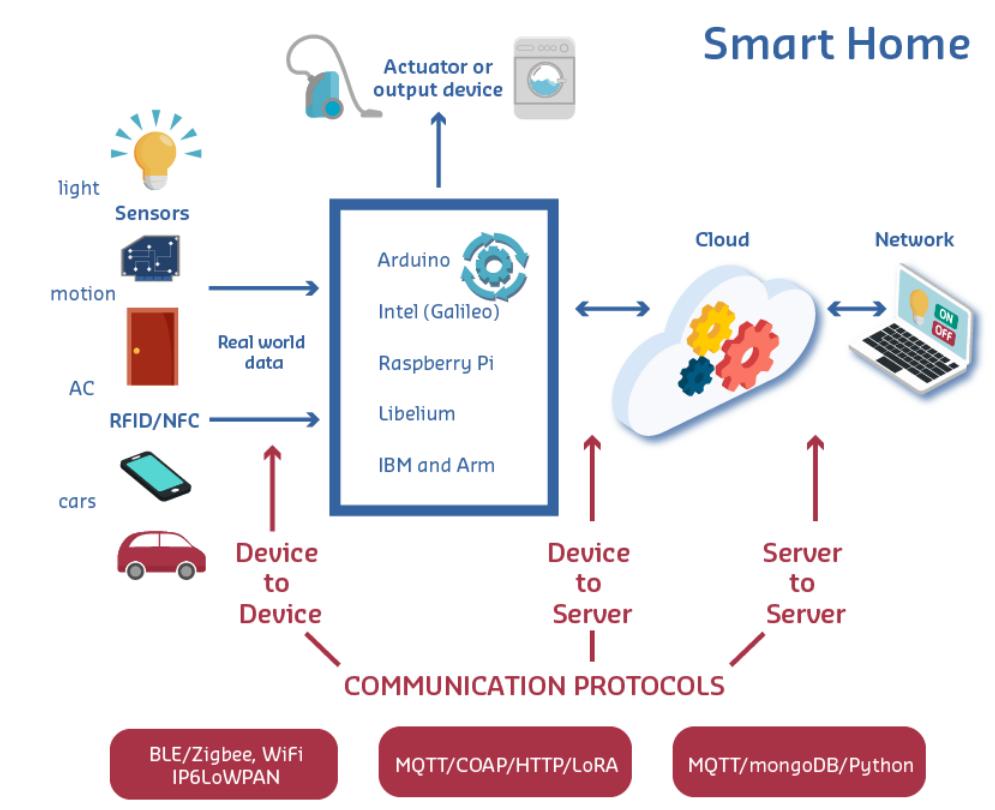 Smart Home
Actuator or
output device
light
Sensors
motion
Real world
data
AC
RFID/NFC
cars
Arduino
Intel (Galileo)
Raspberry Pi
Libelium
IBM and Arm
Cloud
Network
ON
OFF
Device
to
Device
Device
to
Server
Server
to
Server
COMMUNICATION PROTOCOLS
BLE/Zigbee, WiFi
IP6LoWPAN
MQTT/COAP/HTTP/LoRA
MQTT/mongoDB/Python